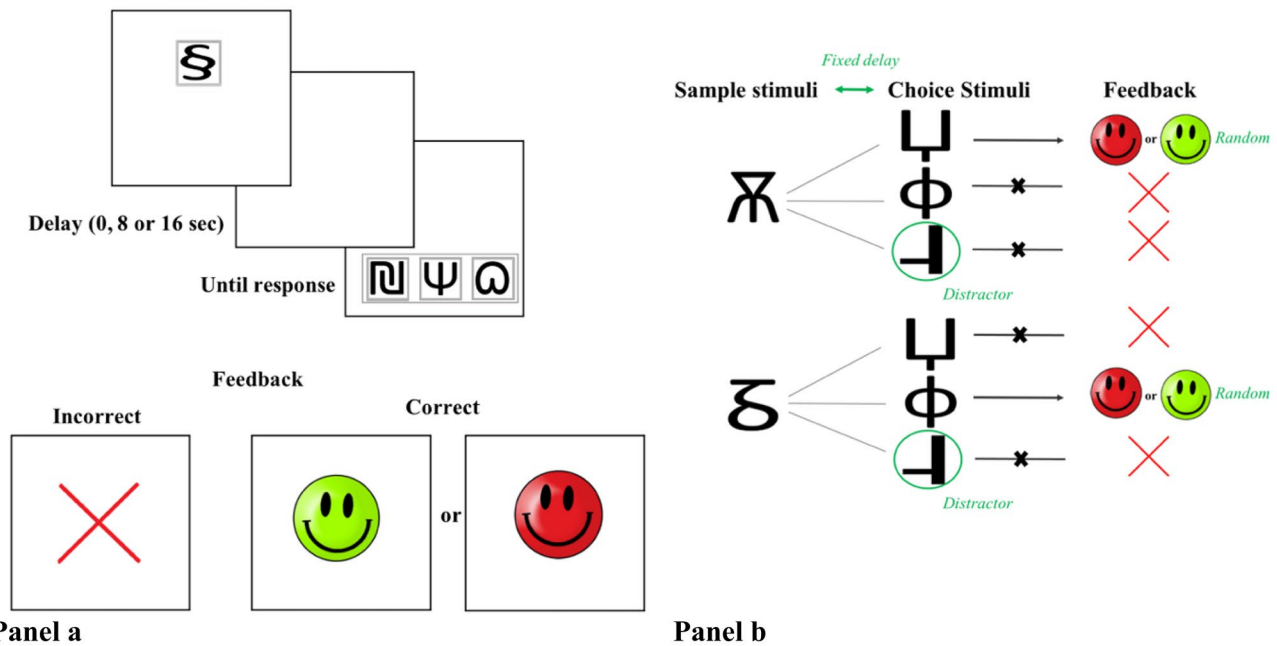 §
Delay (0, 8 or 16 sec)
Until response
₪ Ψ ω
Feedback
Incorrect
Correct
or
Panel a
Fixed delay
Sample stimuli
Choice Stimuli
Feedback
or
Random
Distractor
or
Random
Distractor
Panel b